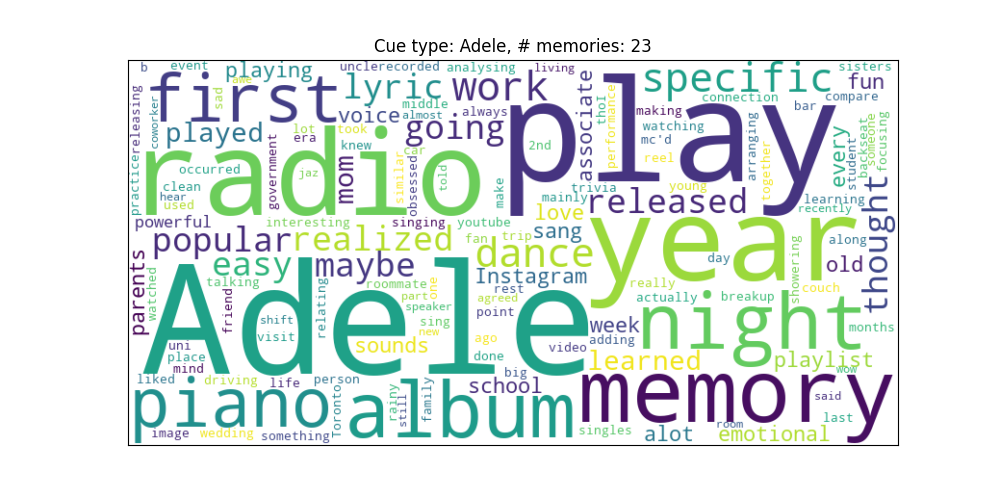 Cue type: Adele, # memories: 23
b event playing uncle recorded analysing living specific sisters
first lyric work play fun
releasing coworker sad awe middle almost always associate thol performance making connection bar compare
played lot era took knew voice going 2nd watching mc'd arranging together every student backseat someone focusing
radio
practice occurred clean hear used government jaz mom similar car obsessed told make trivia mainly young released learning recently thought
powerful interesting singing youtube love sang year
popular realized fan trip dance day along old
parents watched easy talking maybe roommate part one Instagram really actually breakup showering couch
Adele friend shift visit relating speaker sing new rest agreed point ago week adding night months
uni place mind sounds done video learned playlist wow
liked driving life person big school memory said
piano rainy still family album last
image wedding something Toronto singles alot room emotional